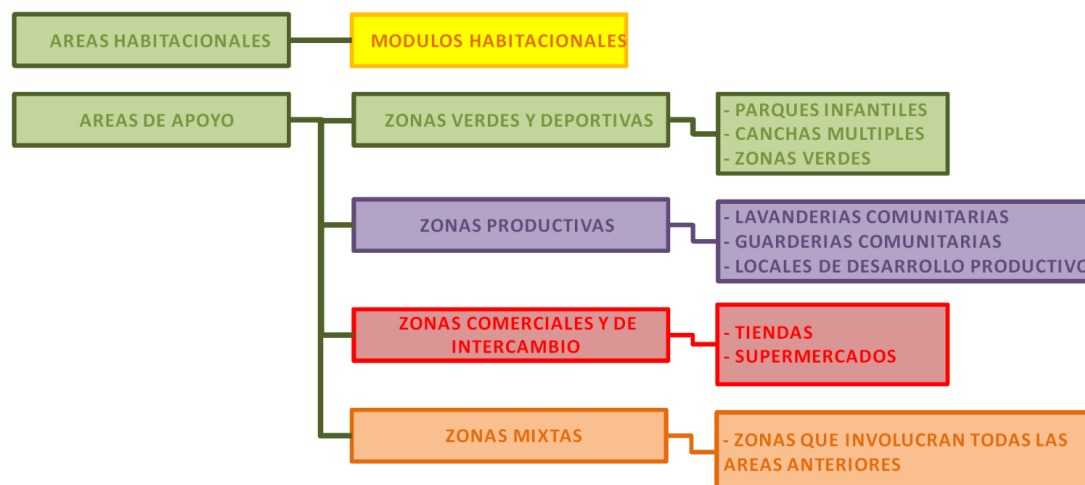 AREAS HABITACIONALES
MODULOS HABITACIONALES
AREAS DE APOYO
ZONAS VERDES Y DEPORTIVAS
- PARQUES INFANTILES
- CANCHAS MULTIPLES
- ZONAS VERDES
ZONAS PRODUCTIVAS
- LAVANDERIAS COMUNITARIAS
- GUARDERIAS COMUNITARIAS
- LOCALES DE DESARROLLO PRODUCTIVO
ZONAS COMERCIALES Y DE
INTERCAMBIO
- TIENDAS
- SUPERMERCADOS
ZONAS MIXTAS
- ZONAS QUE INVOLUCRAN TODAS LAS
AREAS ANTERIORES